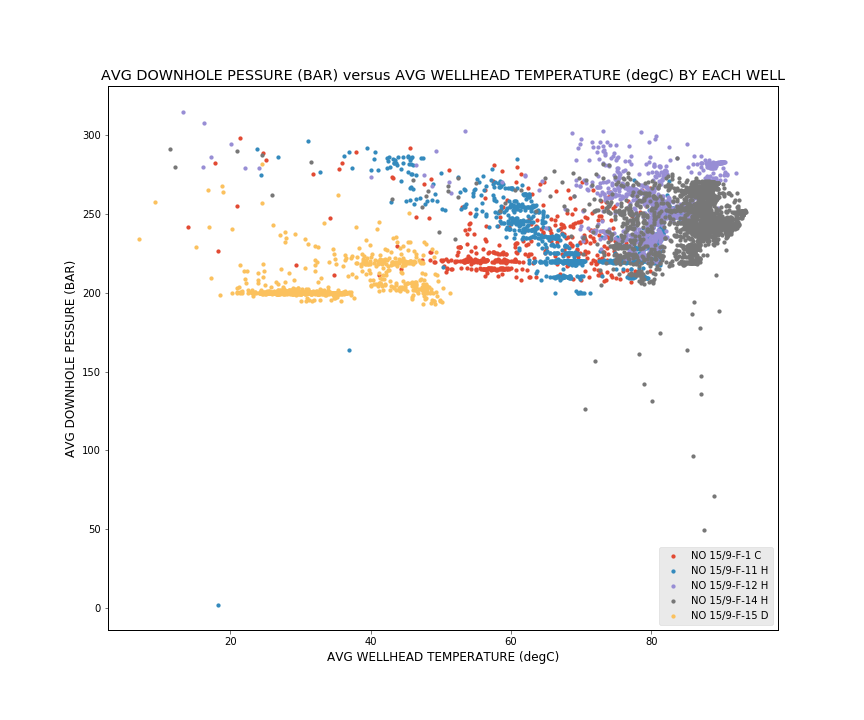 AVG DOWNHOLE PESSURE (BAR) versus AVG WELLHEAD TEMPERATURE (degC) BY EACH WELL
300
250
200
150
100
50
0
AVG DOWNHOLE PESSURE (BAR)
20 40 60 80
AVG WELLHEAD TEMPERATURE (degC)
NO 15/9-F-1 C
NO 15/9-F-11 H
NO 15/9-F-12 H
NO 15/9-F-14 H
NO 15/9-F-15 D